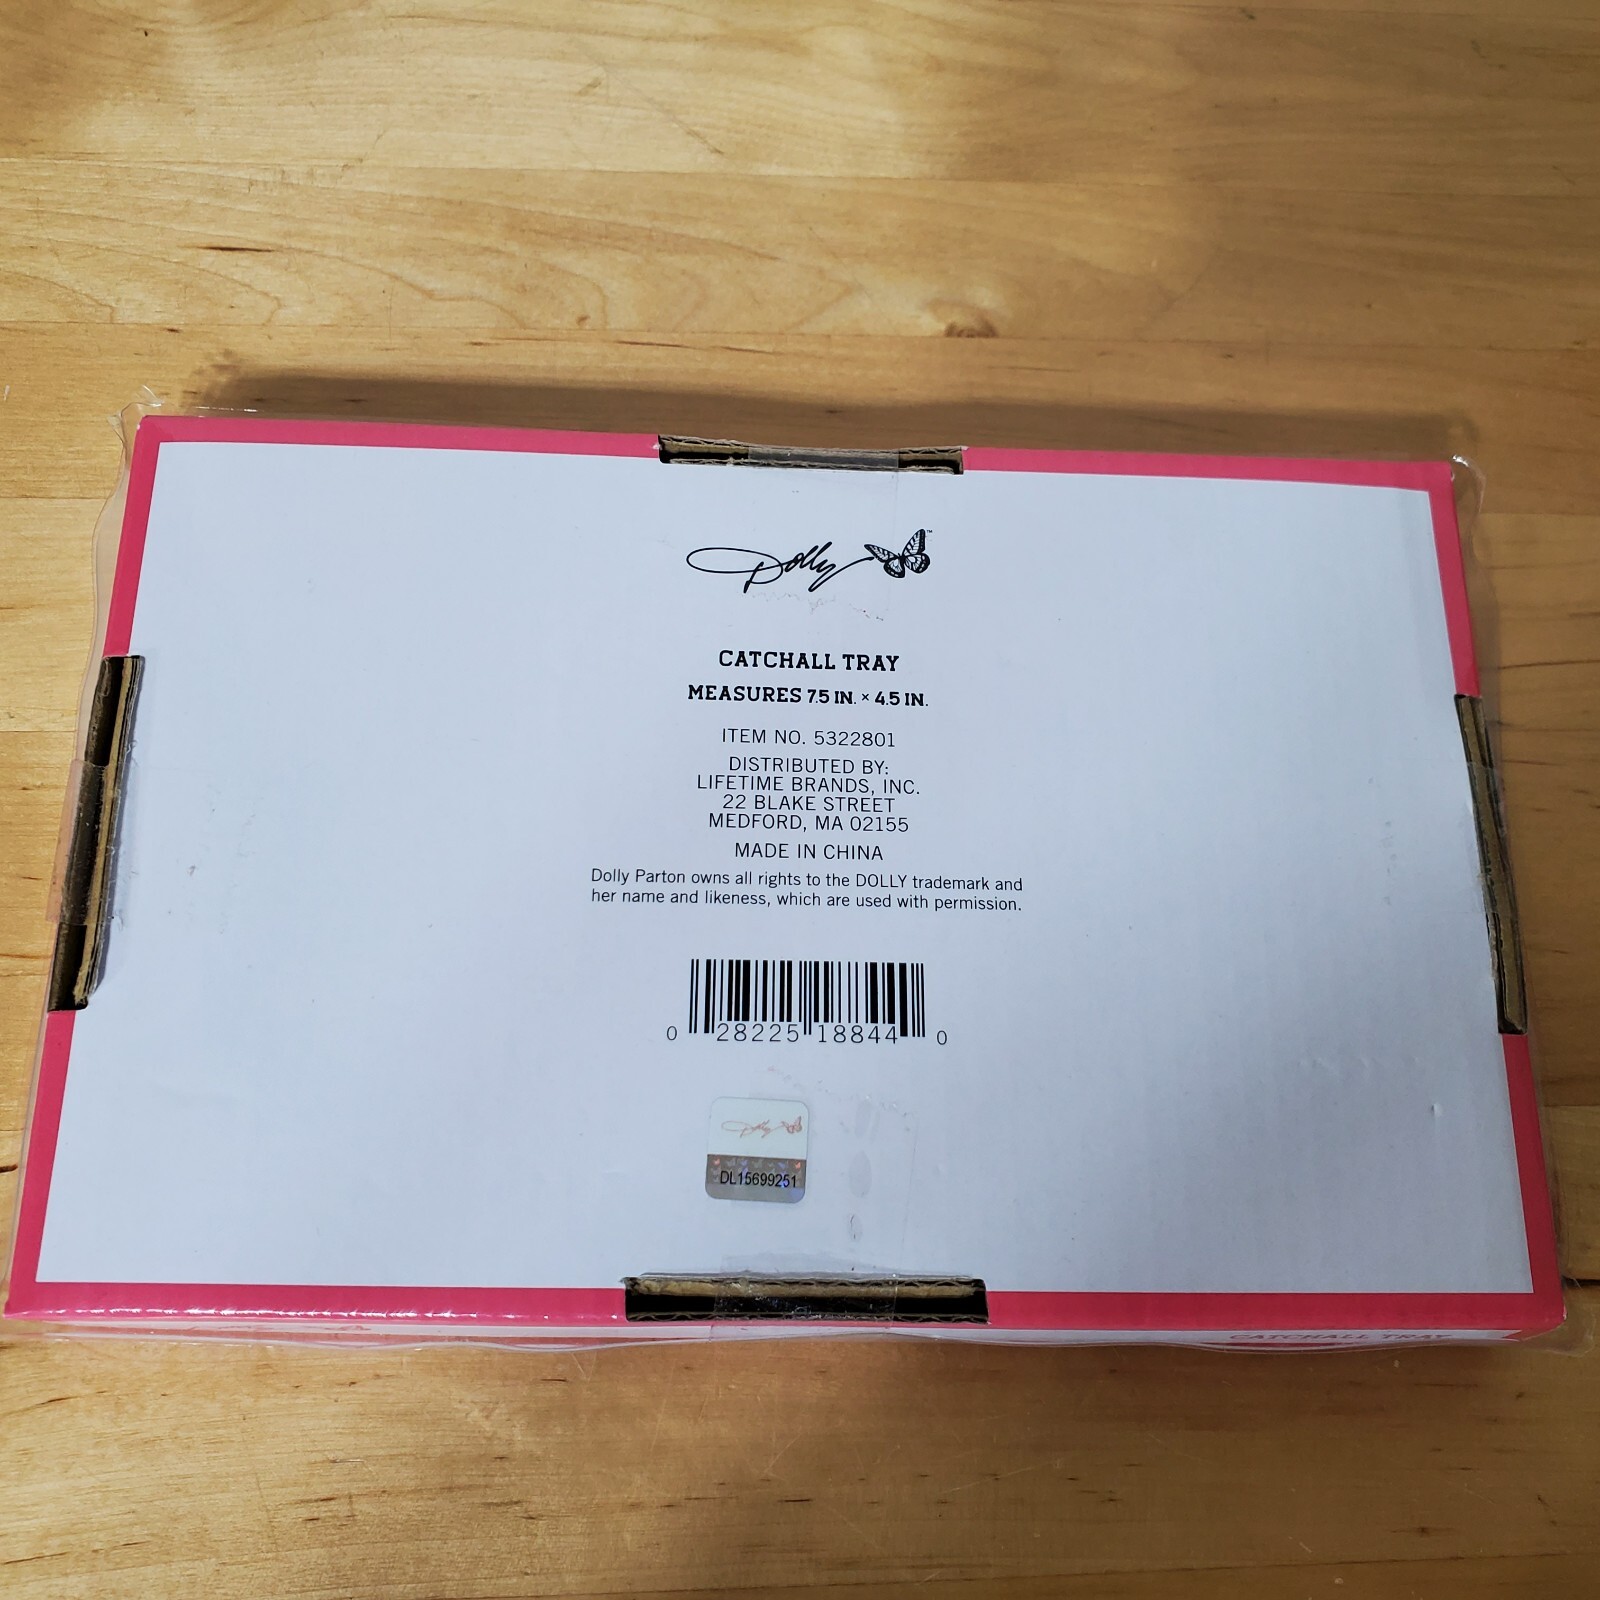 Dolly™
CATCHALL TRAY
MEASURES 7.5 IN. × 4.5 IN.
ITEM NO. 5322801
DISTRIBUTED BY:
LIFETIME BRANDS, INC.
22 BLAKE STREET
MEDFORD, MA 02155
MADE IN CHINA
Dolly Parton owns all rights to the DOLLY trademark and
her name and likeness, which are used with permission.
0 28225 18844 0
Dolly
DL15699251
CATCHALL TRAY